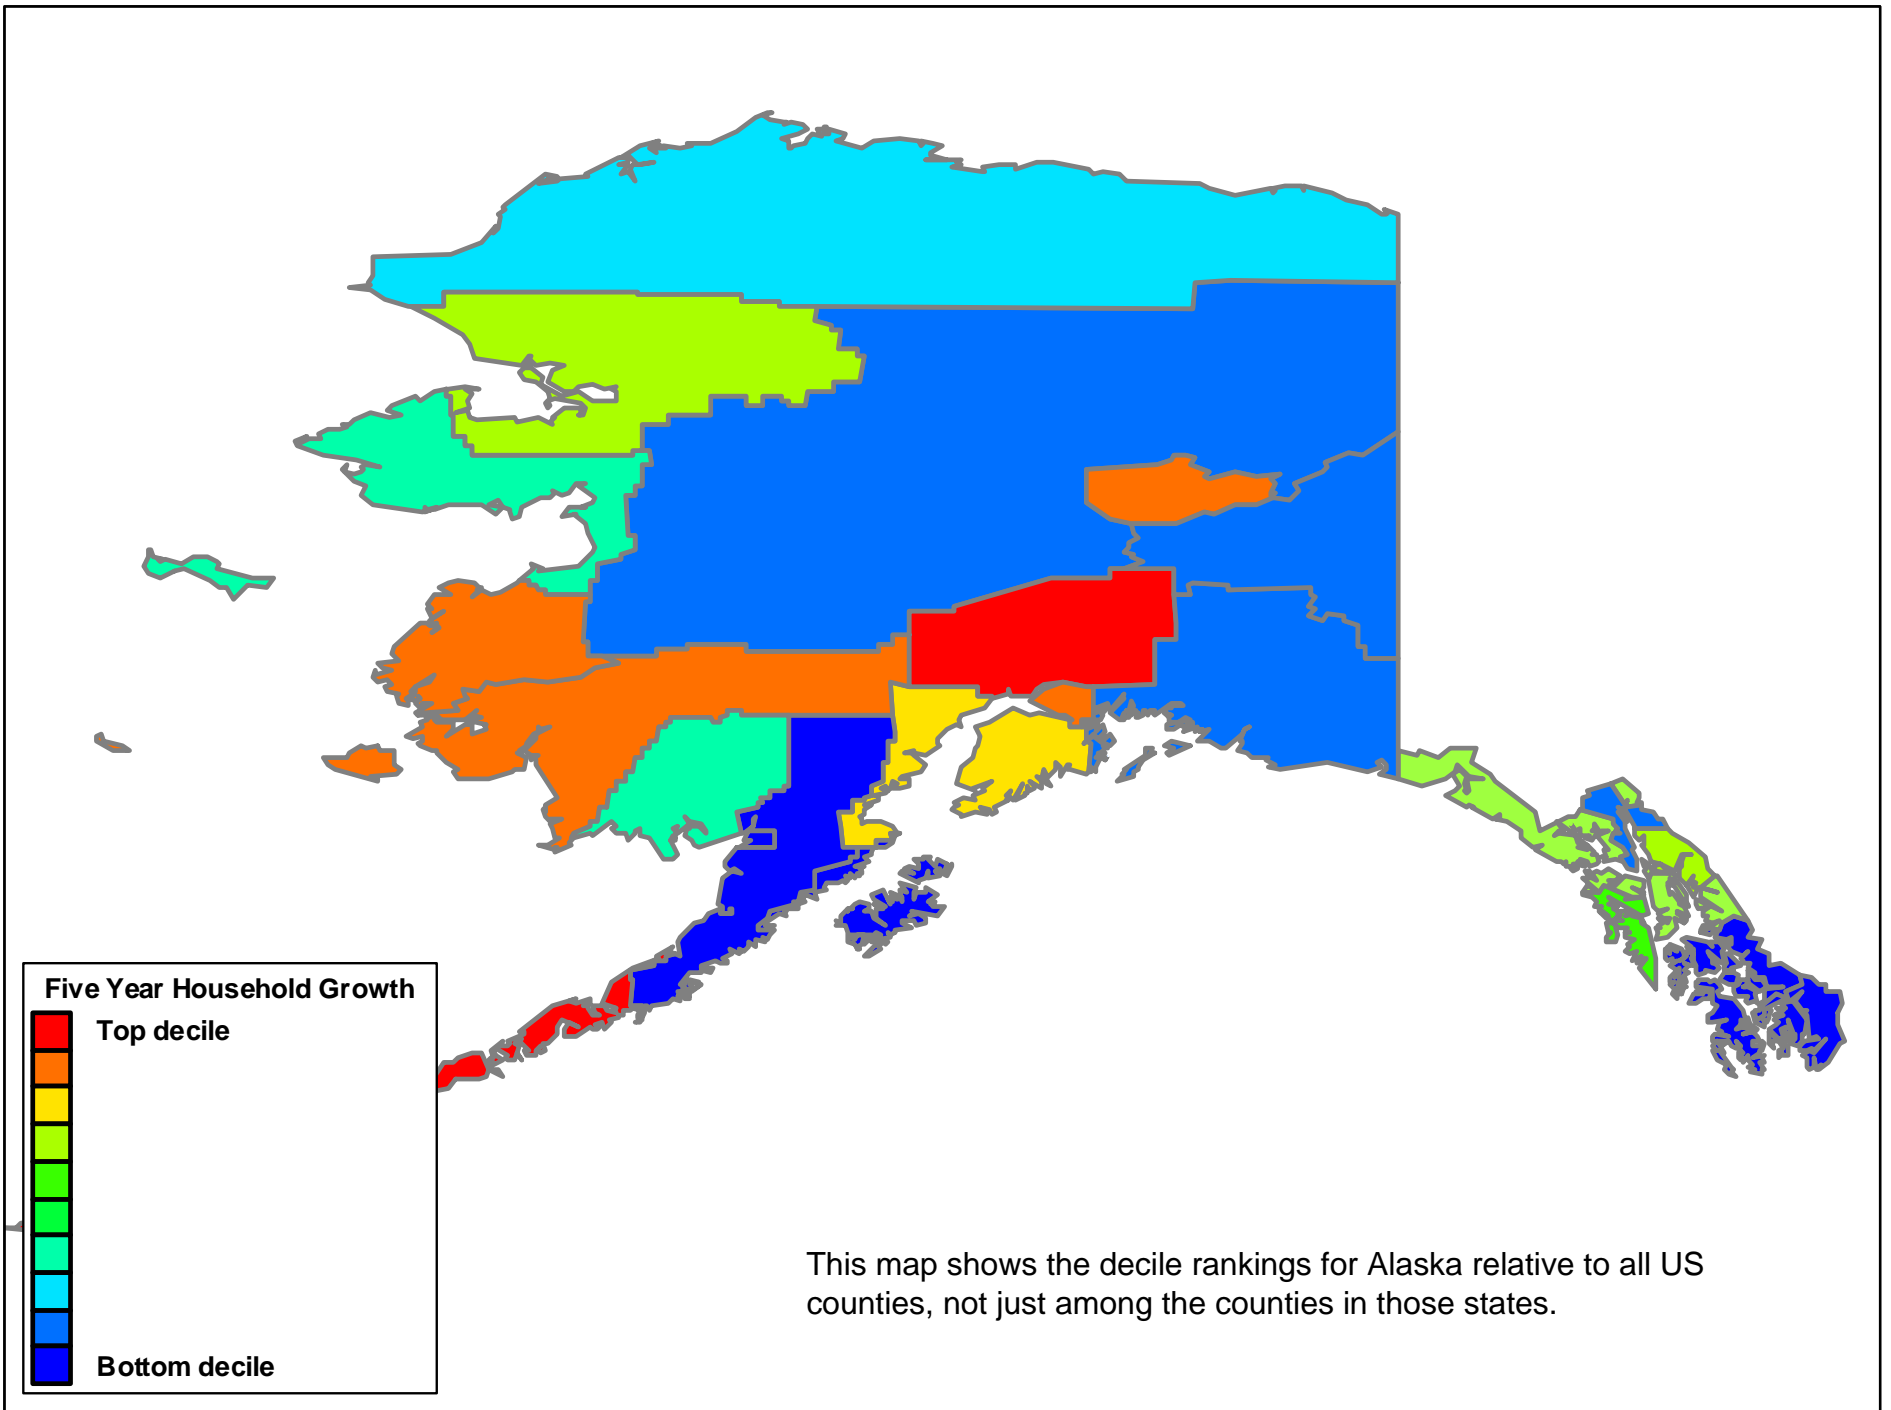 Five Year Household Growth
Top decile
Bottom decile
This map shows the decile rankings for Alaska relative to all US
counties, not just among the counties in those states.